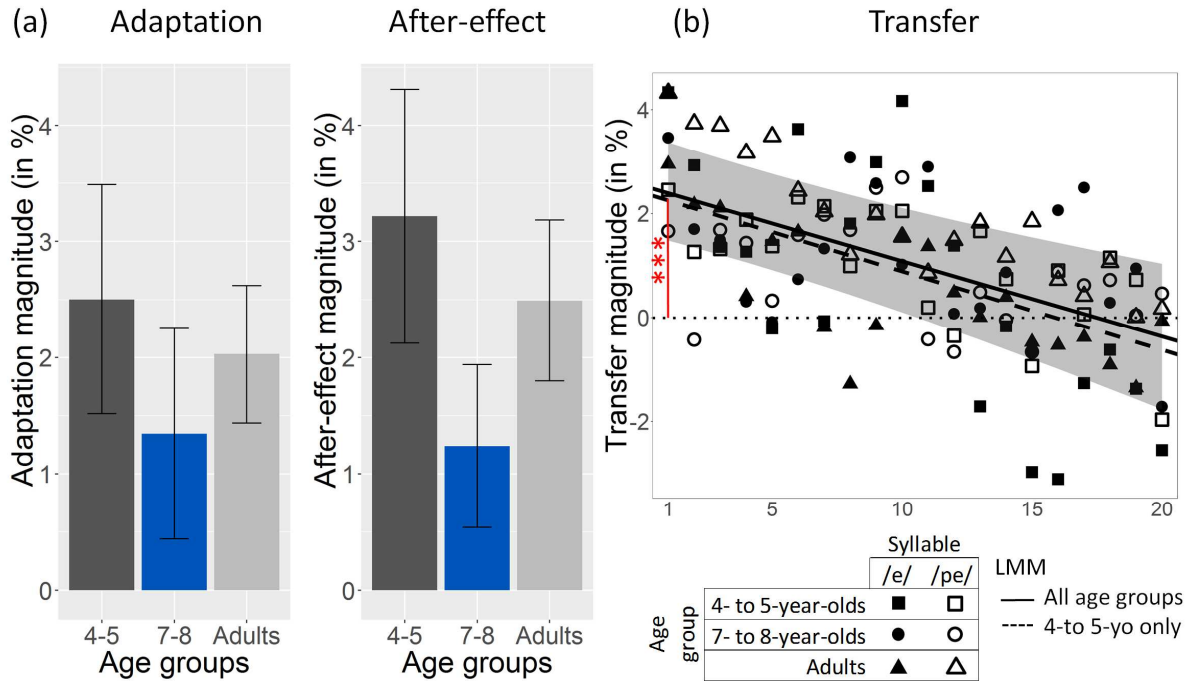 (a) Adaptation After-effect (b) Transfer
Adaptation magnitude (in %)
4
3
2
1
0
4-5 7-8 Adults
Age groups
After-effect magnitude (in %)
4
3
2
1
0
4-5 7-8 Adults
Age groups
Transfer magnitude (in %)
4
2
0
-2
***
1 5 10 15 20
Syllable
/e/ /pe/
Age group
4- to 5-year-olds
7- to 8-year-olds
Adults
LMM
All age groups
4-to 5-yo only